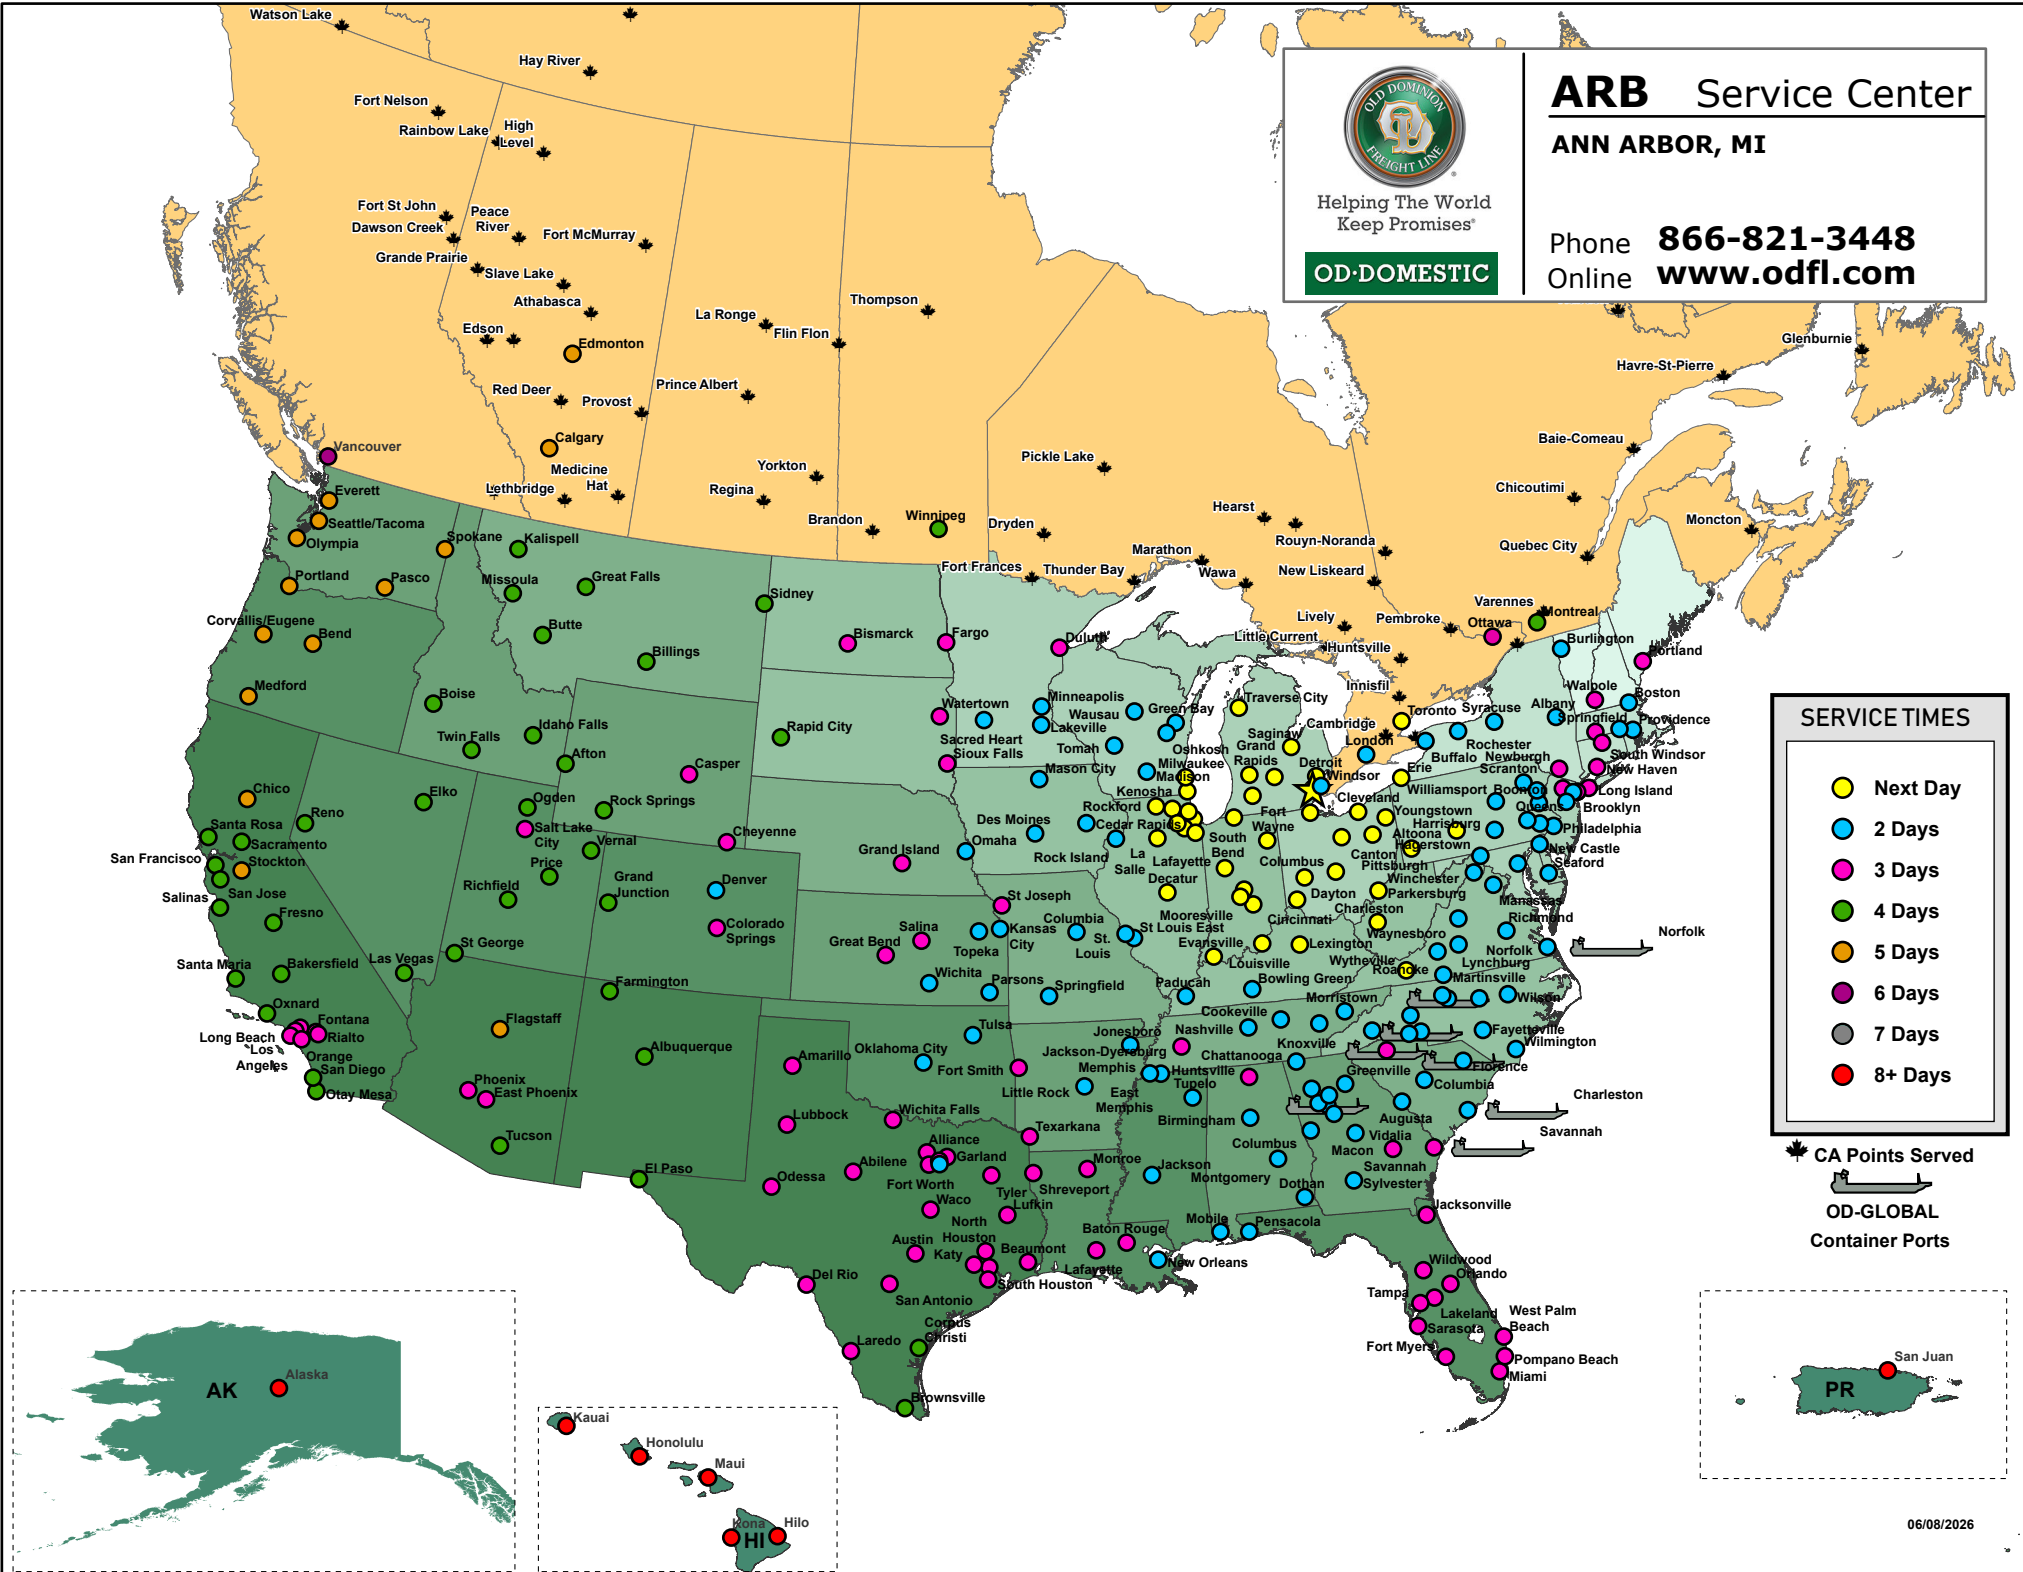 Watson Lake
Hay River
Fort Nelson
Rainbow Lake
High
Level
Fort St John
Dawson Creek
Peace
River
Fort McMurray
Grande Prairie
Slave Lake
Athabasca
Edson
Edmonton
La Ronge
Flin Flon
Thompson
Red Deer
Provost
Prince Albert
Calgary
Vancouver
Medicine
Hat
Lethbridge
Yorkton
Regina
Brandon
Winnipeg
Pickle Lake
Dryden
Fort Frances
Thunder Bay
Marathon
Wawa
Hearst
Rouyn-Noranda
New Liskeard
Lively
Little Current
Huntsville
Pembroke
Innisfil
Cambridge
Toronto
London
Windsor
Ottawa
Varennes
Montreal
Quebec City
Chicoutimi
Baie-Comeau
Havre-St-Pierre
Glenburnie
Moncton
OLD DOMINION
FREIGHT LINE
Helping The World
Keep Promises®
OD·DOMESTIC
ARB Service Center
ANN ARBOR, MI
Phone 866-821-3448
Online www.odfl.com
Everett
Seattle/Tacoma
Olympia
Spokane
Portland
Pasco
Corvallis/Eugene
Bend
Medford
Kalispell
Missoula
Great Falls
Butte
Billings
Sidney
Boise
Twin Falls
Idaho Falls
Afton
Casper
Rapid City
Bismarck
Fargo
Duluth
Watertown
Sacred Heart
Sioux Falls
Minneapolis
Lakeville
Wausau
Green Bay
Tomah
Oshkosh
Milwaukee
Madison
Kenosha
Mason City
Traverse City
Saginaw
Grand
Rapids
Detroit
Chico
Reno
Elko
Santa Rosa
Sacramento
San Francisco
Stockton
San Jose
Salinas
Fresno
Santa Maria
Bakersfield
Oxnard
Fontana
Rialto
Long Beach
Los
Angeles
Orange
San Diego
Otay Mesa
Las Vegas
St George
Ogden
Salt Lake
City
Rock Springs
Vernal
Price
Richfield
Grand
Junction
Cheyenne
Denver
Colorado
Springs
Farmington
Albuquerque
Flagstaff
Phoenix
East Phoenix
Tucson
El Paso
Grand Island
Omaha
Des Moines
Cedar Rapids
Rock Island
Rockford
La
Salle
Decatur
Lafayette
South
Bend
Fort
Wayne
Mooresville
Evansville
Salina
Great Bend
Topeka
Kansas
City
St Joseph
Columbia
St.
Louis
St Louis East
Wichita
Parsons
Springfield
Tulsa
Oklahoma City
Fort Smith
Little Rock
Jonesboro
Amarillo
Lubbock
Wichita Falls
Odessa
Abilene
Alliance
Garland
Fort Worth
Waco
Tyler
Lufkin
Texarkana
Austin
North
Houston
Katy
Beaumont
South Houston
San Antonio
Del Rio
Laredo
Corpus
Christi
Brownsville
Shreveport
Monroe
Baton Rouge
Lafayette
New Orleans
Jackson
Mobile
Pensacola
Dothan
Montgomery
Birmingham
Huntsville
Tupelo
Memphis
East
Memphis
Jackson-Dyersburg
Nashville
Cookeville
Chattanooga
Knoxville
Morristown
Paducah
Bowling Green
Louisville
Lexington
Cincinnati
Dayton
Columbus
Cleveland
Youngstown
Canton
Pittsburgh
Erie
Altoona
Harrisburg
Hagerstown
Winchester
Parkersburg
Charleston
Waynesboro
Wytheville
Roanoke
Lynchburg
Martinsville
Manassas
Richmond
Norfolk
Wilson
Fayetteville
Wilmington
Florence
Greenville
Columbia
Augusta
Vidalia
Macon
Columbus
Savannah
Sylvester
Jacksonville
Wildwood
Orlando
Tampa
Lakeland
Sarasota
Fort Myers
West Palm
Beach
Pompano Beach
Miami
Buffalo
Rochester
Syracuse
Albany
Burlington
Portland
Walpole
Boston
Springfield
Providence
South Windsor
New Haven
Newburgh
Scranton
Williamsport
Boonton
Queens
Long Island
Brooklyn
Philadelphia
New Castle
Seaford
Norfolk
Charleston
Savannah
SERVICE TIMES
Next Day
2 Days
3 Days
4 Days
5 Days
6 Days
7 Days
8+ Days
CA Points Served
OD-GLOBAL
Container Ports
AK
Alaska
Kauai
Honolulu
Maui
Kona
Hilo
HI
San Juan
PR
06/08/2026